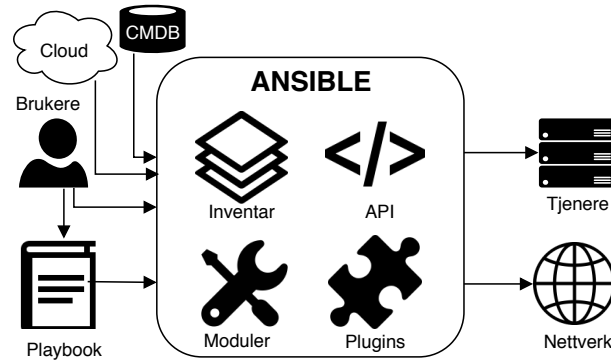 CMDB
Cloud
ANSIBLE
Brukere
Inventar
API
Tjenere
Moduler
Plugins
Playbook
Nettverk